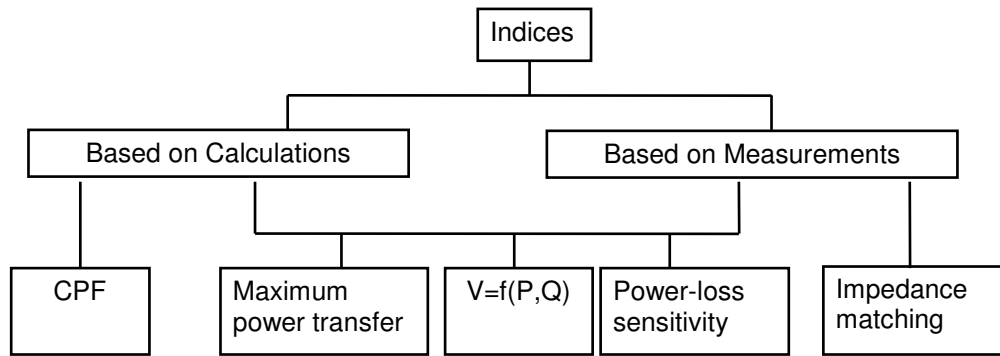 Indices
Based on Calculations
Based on Measurements
CPF
Maximum
power transfer
V=f(P,Q)
Power-loss
sensitivity
Impedance
matching